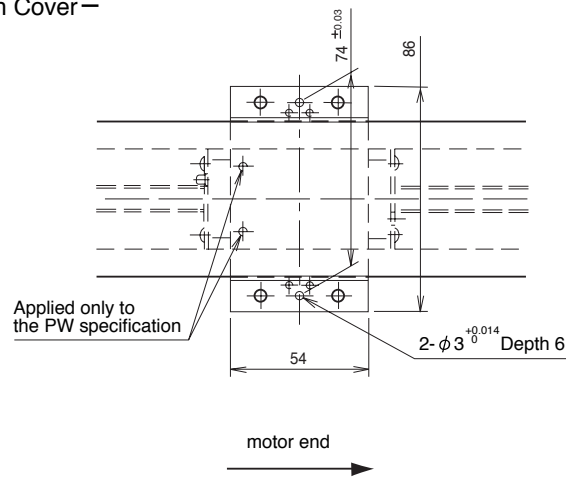 Cover−
74 ±0.03
86
Applied only to
the PW specification
54
2- ϕ 3 +0.014 0 Depth 6
motor end